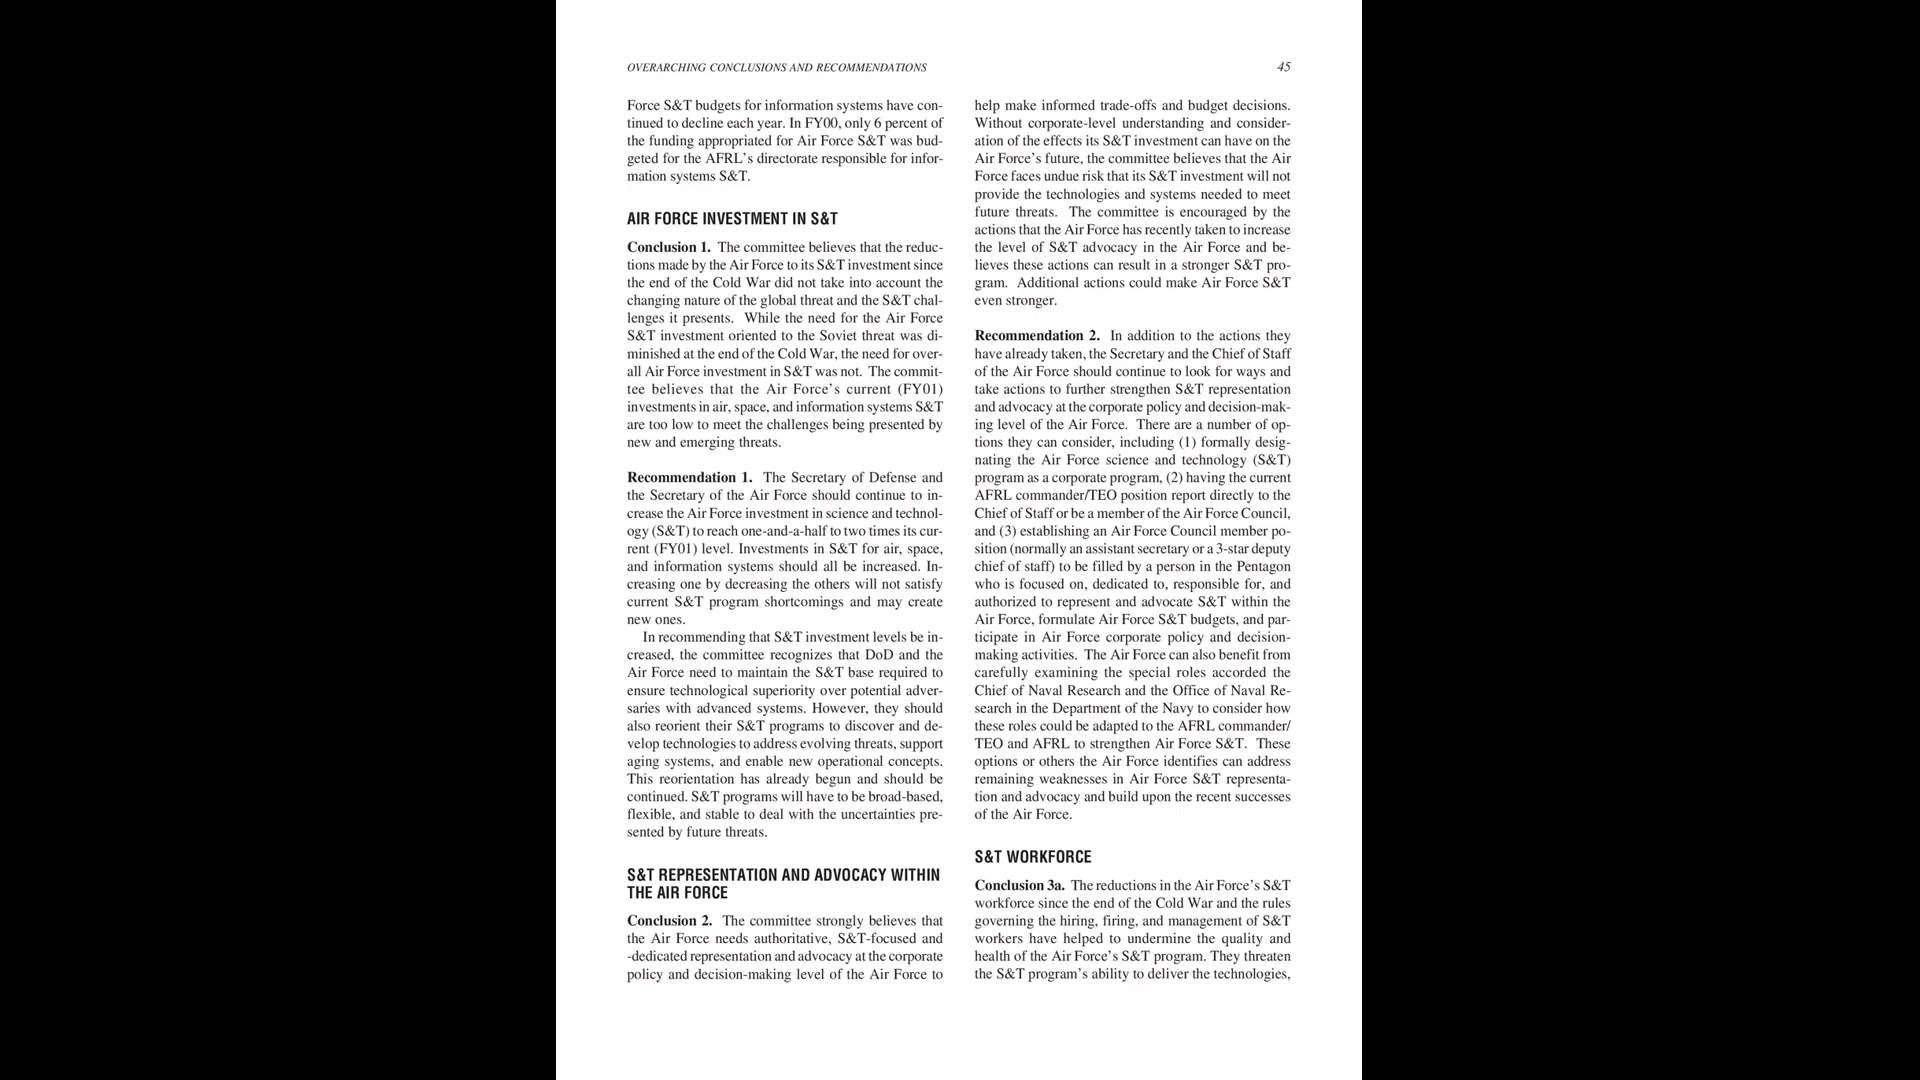 OVERARCHING CONCLUSIONS AND RECOMMENDATIONS 45
Force S&T budgets for information systems have con-
tinued to decline each year. In FY00, only 6 percent of
the funding appropriated for Air Force S&T was bud-
geted for the AFRL's directorate responsible for infor-
mation systems S&T.
AIR FORCE INVESTMENT IN S&T
Conclusion 1. The committee believes that the reduc-
tions made by the Air Force to its S&T investment since
the end of the Cold War did not take into account the
changing nature of the global threat and the S&T chal-
lenges it presents. While the need for the Air Force
S&T investment oriented to the Soviet threat was di-
minished at the end of the Cold War, the need for over-
all Air Force investment in S&T was not. The commit-
tee believes that the Air Force's current (FY01)
investments in air, space, and information systems S&T
are too low to meet the challenges being presented by
new and emerging threats.
Recommendation 1. The Secretary of Defense and
the Secretary of the Air Force should continue to in-
crease the Air Force investment in science and technol-
ogy (S&T) to reach one-and-a-half to two times its cur-
rent (FY01) level. Investments in S&T for air, space,
and information systems should all be increased. In-
creasing one by decreasing the others will not satisfy
current S&T program shortcomings and may create
new ones.
In recommending that S&T investment levels be in-
creased, the committee recognizes that DoD and the
Air Force need to maintain the S&T base required to
ensure technological superiority over potential adver-
saries with advanced systems. However, they should
also reorient their S&T programs to discover and de-
velop technologies to address evolving threats, support
aging systems, and enable new operational concepts.
This reorientation has already begun and should be
continued. S&T programs will have to be broad-based,
flexible, and stable to deal with the uncertainties pre-
sented by future threats.
S&T REPRESENTATION AND ADVOCACY WITHIN
THE AIR FORCE
Conclusion 2. The committee strongly believes that
the Air Force needs authoritative, S&T-focused and
-dedicated representation and advocacy at the corporate
policy and decision-making level of the Air Force to
help make informed trade-offs and budget decisions.
Without corporate-level understanding and consider-
ation of the effects its S&T investment can have on the
Air Force's future, the committee believes that the Air
Force faces undue risk that its S&T investment will not
provide the technologies and systems needed to meet
future threats. The committee is encouraged by the
actions that the Air Force has recently taken to increase
the level of S&T advocacy in the Air Force and be-
lieves these actions can result in a stronger S&T pro-
gram. Additional actions could make Air Force S&T
even stronger.
Recommendation 2. In addition to the actions they
have already taken, the Secretary and the Chief of Staff
of the Air Force should continue to look for ways and
take actions to further strengthen S&T representation
and advocacy at the corporate policy and decision-mak-
ing level of the Air Force. There are a number of op-
tions they can consider, including (1) formally desig-
nating the Air Force science and technology (S&T)
program as a corporate program, (2) having the current
AFRL commander/TEO position report directly to the
Chief of Staff or be a member of the Air Force Council,
and (3) establishing an Air Force Council member po-
sition (normally an assistant secretary or a 3-star deputy
chief of staff) to be filled by a person in the Pentagon
who is focused on, dedicated to, responsible for, and
authorized to represent and advocate S&T within the
Air Force, formulate Air Force S&T budgets, and par-
ticipate in Air Force corporate policy and decision-
making activities. The Air Force can also benefit from
carefully examining the special roles accorded the
Chief of Naval Research and the Office of Naval Re-
search in the Department of the Navy to consider how
these roles could be adapted to the AFRL commander/
TEO and AFRL to strengthen Air Force S&T. These
options or others the Air Force identifies can address
remaining weaknesses in Air Force S&T representa-
tion and advocacy and build upon the recent successes
of the Air Force.
S&T WORKFORCE
Conclusion 3a. The reductions in the Air Force's S&T
workforce since the end of the Cold War and the rules
governing the hiring, firing, and management of S&T
workers have helped to undermine the quality and
health of the Air Force's S&T program. They threaten
the S&T program's ability to deliver the technologies,